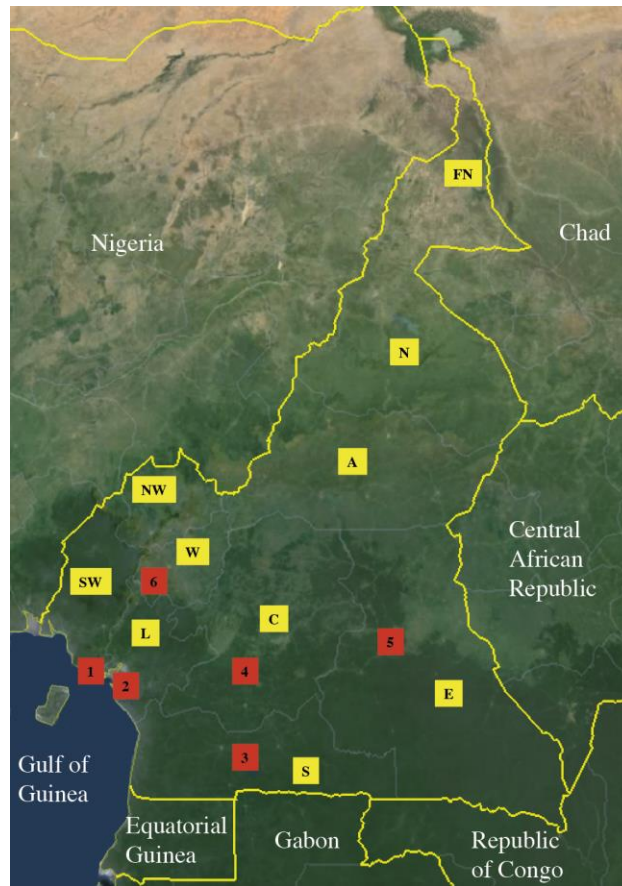 FN
Nigeria
Chad
N
A
NW
Central
African
Republic
W
SW
6
C
L
5
1
2
4
E
Gulf of
Guinea
3
S
Equatorial
Guinea
Gabon
Republic
of Congo